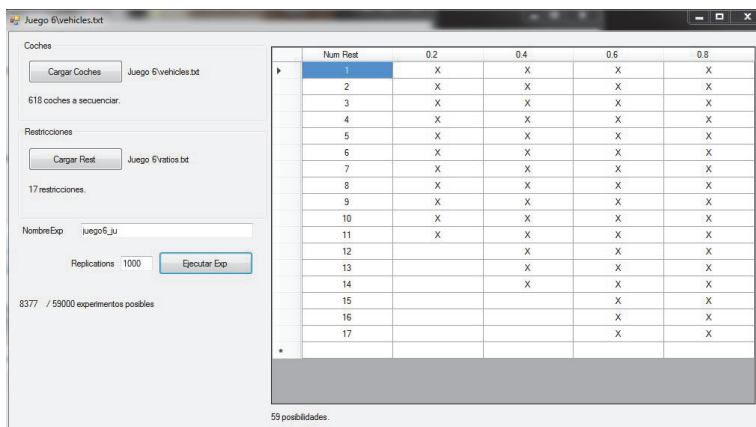 Juego 6\vehicles.txt
Coches
Cargar Coches Juego 6\vehicles.txt
618 coches a secuenciar.
Restricciones
Cargar Rest Juego 6\ratios.txt
17 restricciones.
NombreExp juego6_ju
Replications 1000 Ejecutar Exp
8377 / 59000 experimentos posibles
Num Rest 0.2 0.4 0.6 0.8
1 X X X X
2 X X X X
3 X X X X
4 X X X X
5 X X X X
6 X X X X
7 X X X X
8 X X X X
9 X X X X
10 X X X X
11 X X X X
12 X X X
13 X X X
14 X X X
15 X X
16 X X
17 X X
*
59 posibilidades.